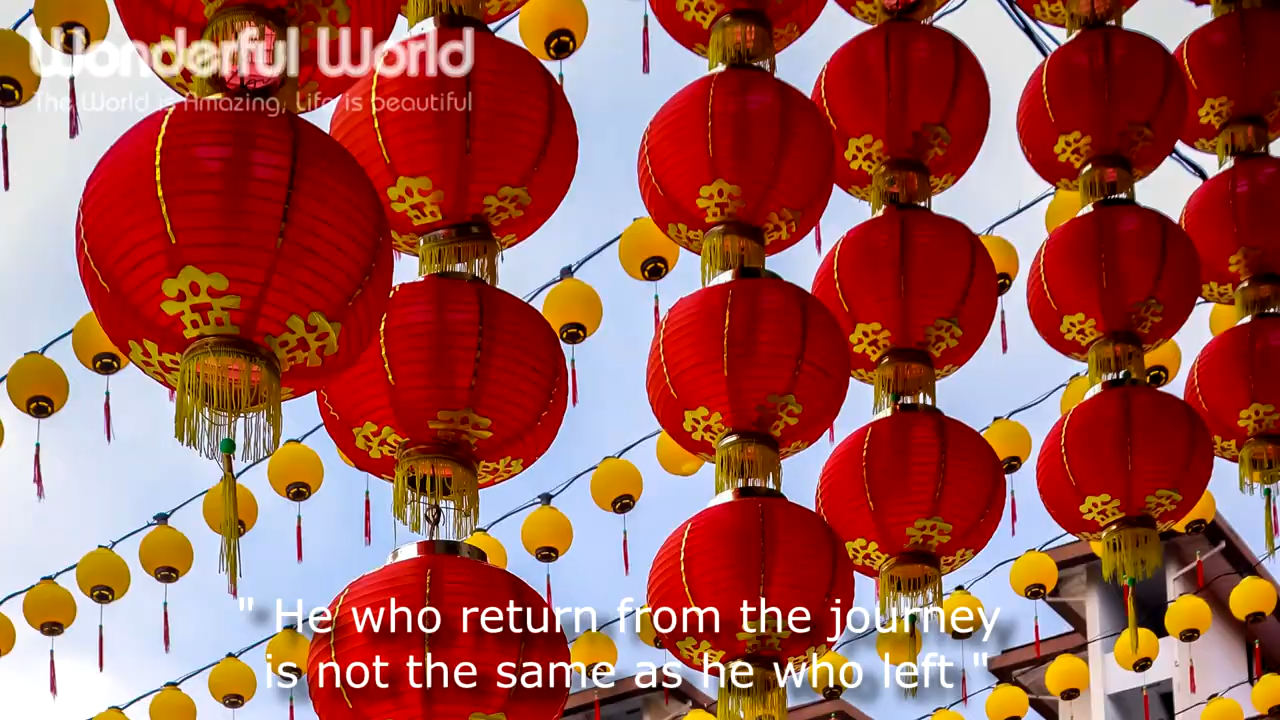 Wonderful World
The World is Amazing, Life is beautiful
" He who return from the journey
is not the same as he who left "